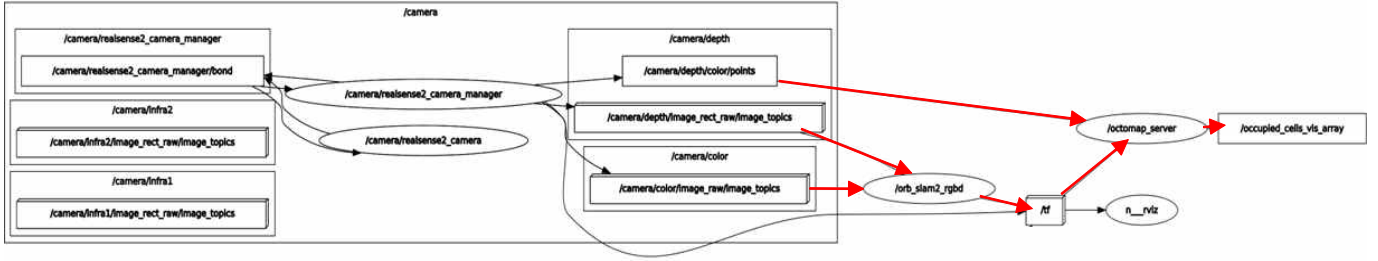 /camera
/camera/realsense2_camera_manager
/camera/realsense2_camera_manager/bond
/camera/infra2
/camera/infra2/image_rect_raw/image_topics
/camera/infra1
/camera/infra1/image_rect_raw/image_topics
/camera/realsense2_camera_manager
/camera/realsense2_camera
/camera/depth
/camera/depth/color/points
/camera/depth/image_rect_raw/image_topics
/camera/color
/camera/color/image_raw/image_topics
/orb_slam2_rgbd
/octomap_server
/occupied_cells_vis_array
/tf
n__rviz